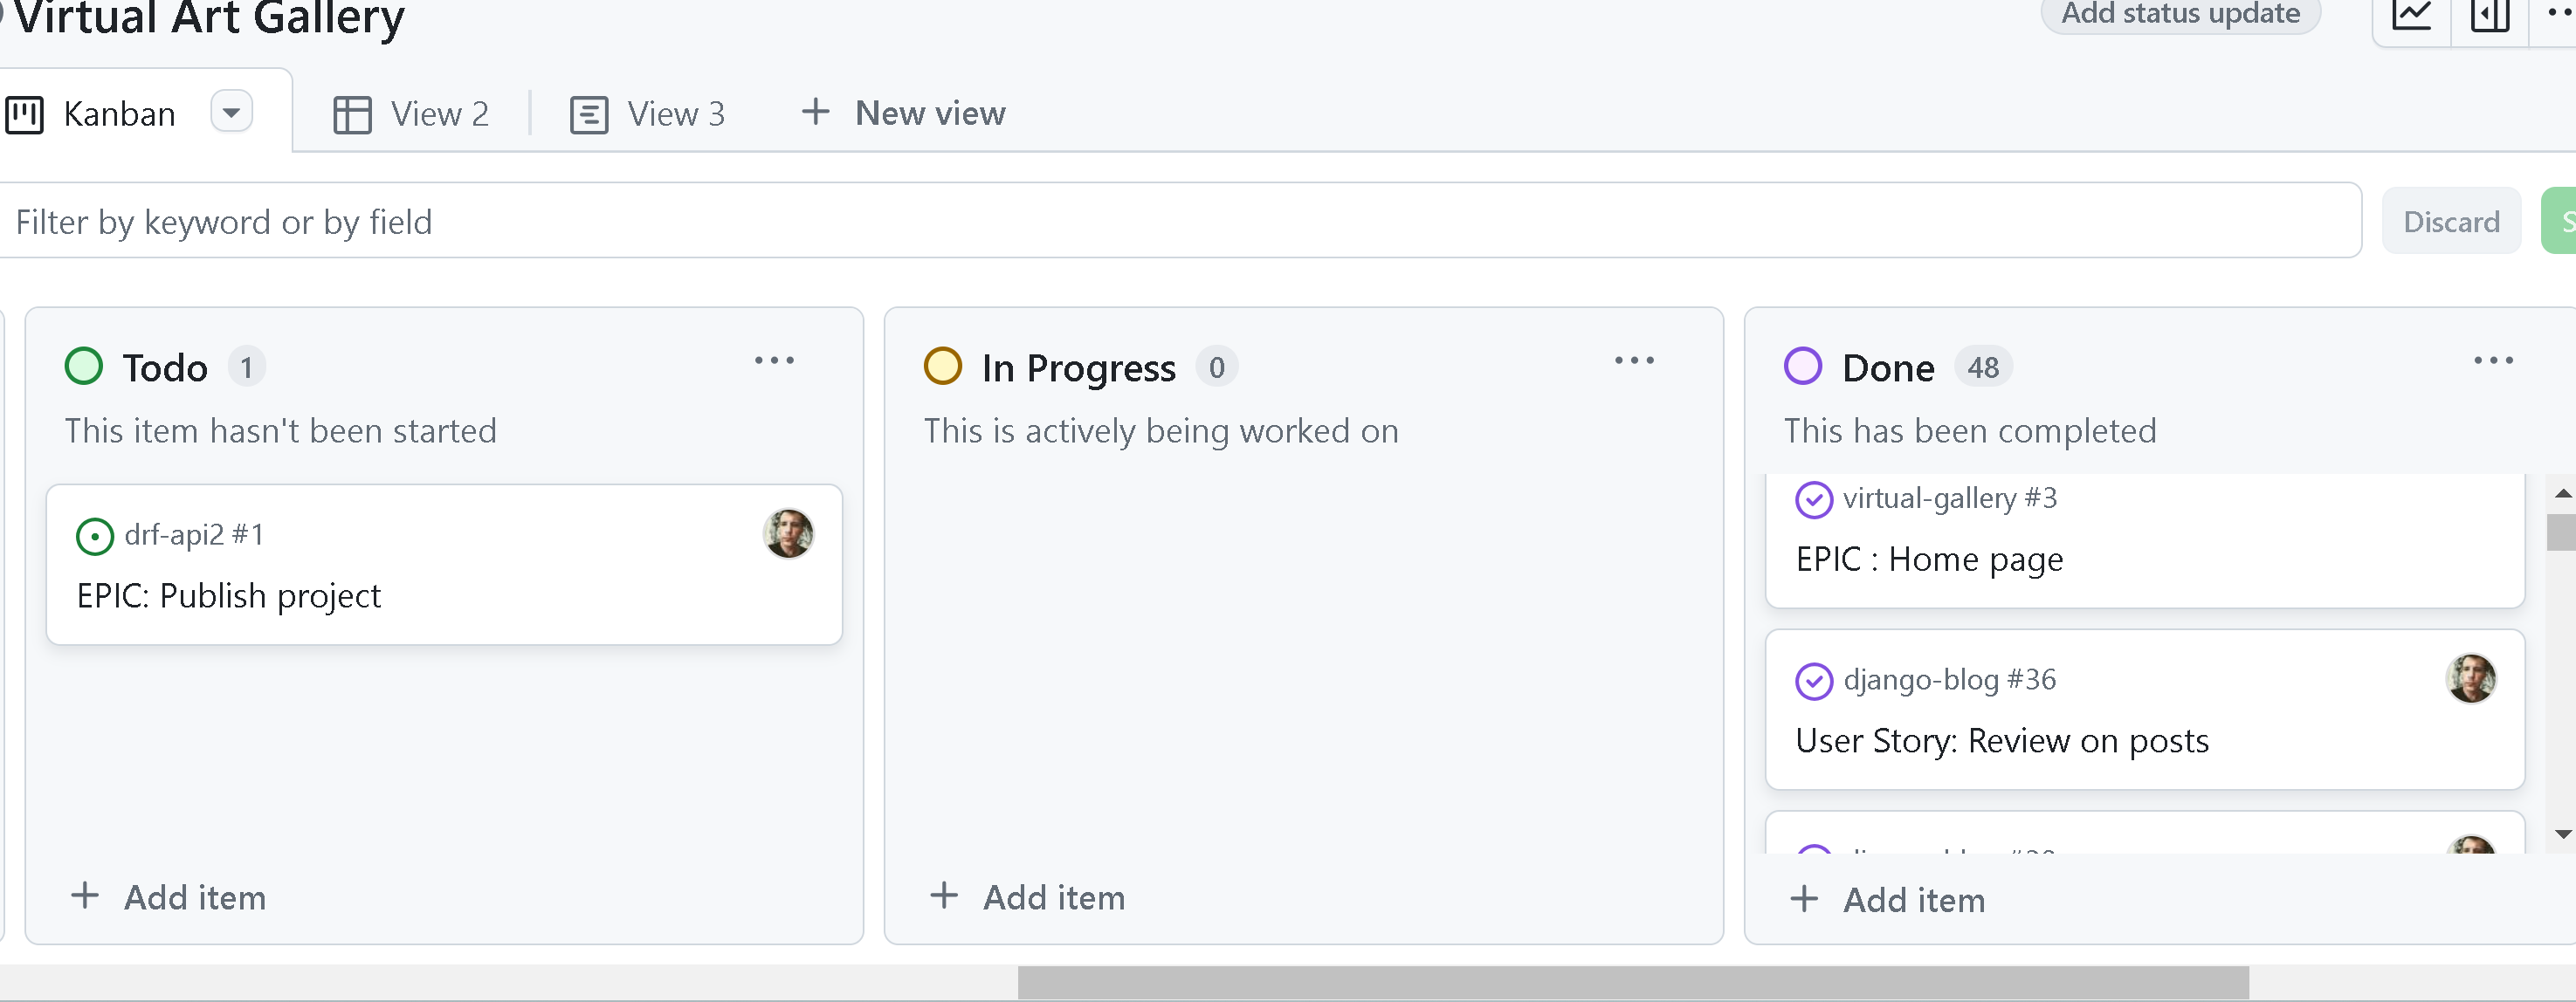 Virtual Art Gallery
Add status update
Kanban
View 2
View 3
New view
Filter by keyword or by field
Discard
Todo 1
This item hasn't been started
drf-api2 #1
EPIC: Publish project
Add item
In Progress 0
This is actively being worked on
Add item
Done 48
This has been completed
virtual-gallery #3
EPIC : Home page
django-blog #36
User Story: Review on posts
Add item